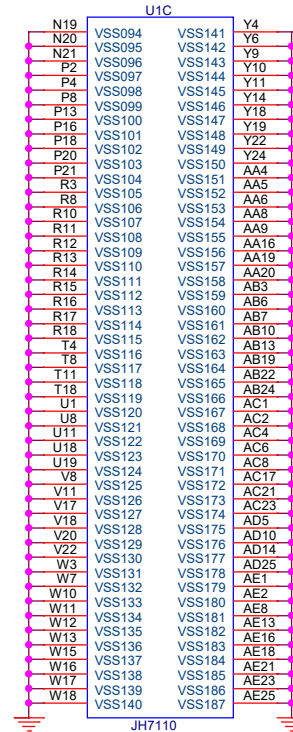 U1C
N19 VSS094 VSS141 Y4
N20 VSS095 VSS142 Y6
N21 VSS096 VSS143 Y9
P2 VSS097 VSS144 Y10
P4 VSS098 VSS145 Y11
P8 VSS099 VSS146 Y14
P13 VSS100 VSS147 Y18
P16 VSS101 VSS148 Y19
P18 VSS102 VSS149 Y22
P20 VSS103 VSS150 Y24
P21 VSS104 VSS151 AA4
R3 VSS105 VSS152 AA5
R8 VSS106 VSS153 AA6
R10 VSS107 VSS154 AA8
R11 VSS108 VSS155 AA9
R12 VSS109 VSS156 AA16
R13 VSS110 VSS157 AA19
R14 VSS111 VSS158 AA20
R15 VSS112 VSS159 AB3
R16 VSS113 VSS160 AB6
R17 VSS114 VSS161 AB7
R18 VSS115 VSS162 AB10
T4 VSS116 VSS163 AB13
T8 VSS117 VSS164 AB19
T11 VSS118 VSS165 AB22
T18 VSS119 VSS166 AB24
U1 VSS120 VSS167 AC1
U8 VSS121 VSS168 AC2
U11 VSS122 VSS169 AC4
U18 VSS123 VSS170 AC6
U19 VSS124 VSS171 AC8
V8 VSS125 VSS172 AC17
V11 VSS126 VSS173 AC21
V17 VSS127 VSS174 AC23
V18 VSS128 VSS175 AD5
V20 VSS129 VSS176 AD10
V22 VSS130 VSS177 AD14
W3 VSS131 VSS178 AD25
W7 VSS132 VSS179 AE1
W10 VSS133 VSS180 AE2
W11 VSS134 VSS181 AE8
W12 VSS135 VSS182 AE13
W13 VSS136 VSS183 AE16
W15 VSS137 VSS184 AE18
W16 VSS138 VSS185 AE21
W17 VSS139 VSS186 AE23
W18 VSS140 VSS187 AE25
JH7110